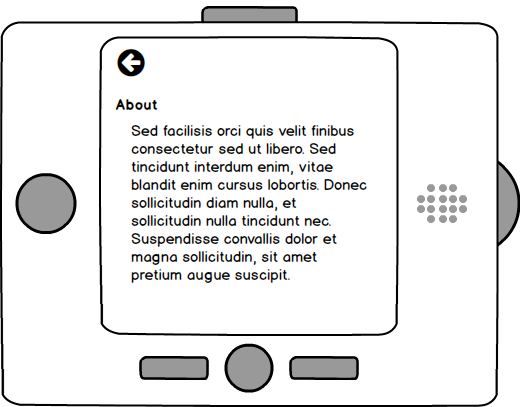 About
Sed facilisis orci quis velit finibus
consectetur sed ut libero. Sed
tincidunt interdum enim, vitae
blandit enim cursus lobortis. Donec
sollicitudin diam nulla, et
sollicitudin nulla tincidunt nec.
Suspendisse convallis dolor et
magna sollicitudin, sit amet
pretium augue suscipit.